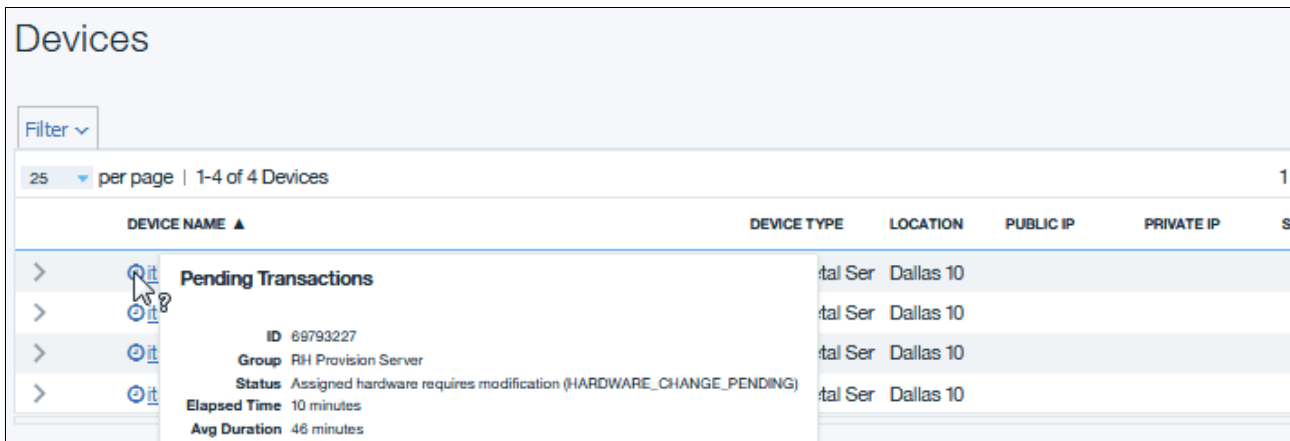 Devices
Filter
25 per page | 1-4 of 4 Devices 1
DEVICE NAME ▲ DEVICE TYPE LOCATION PUBLIC IP PRIVATE IP S
it Pending Transactions tal Ser Dallas 10
it tal Ser Dallas 10
ID 69793227
Group RH Provision Server
it tal Ser Dallas 10
Status Assigned hardware requires modification (HARDWARE_CHANGE_PENDING)
it tal Ser Dallas 10
Elapsed Time 10 minutes
Avg Duration 46 minutes